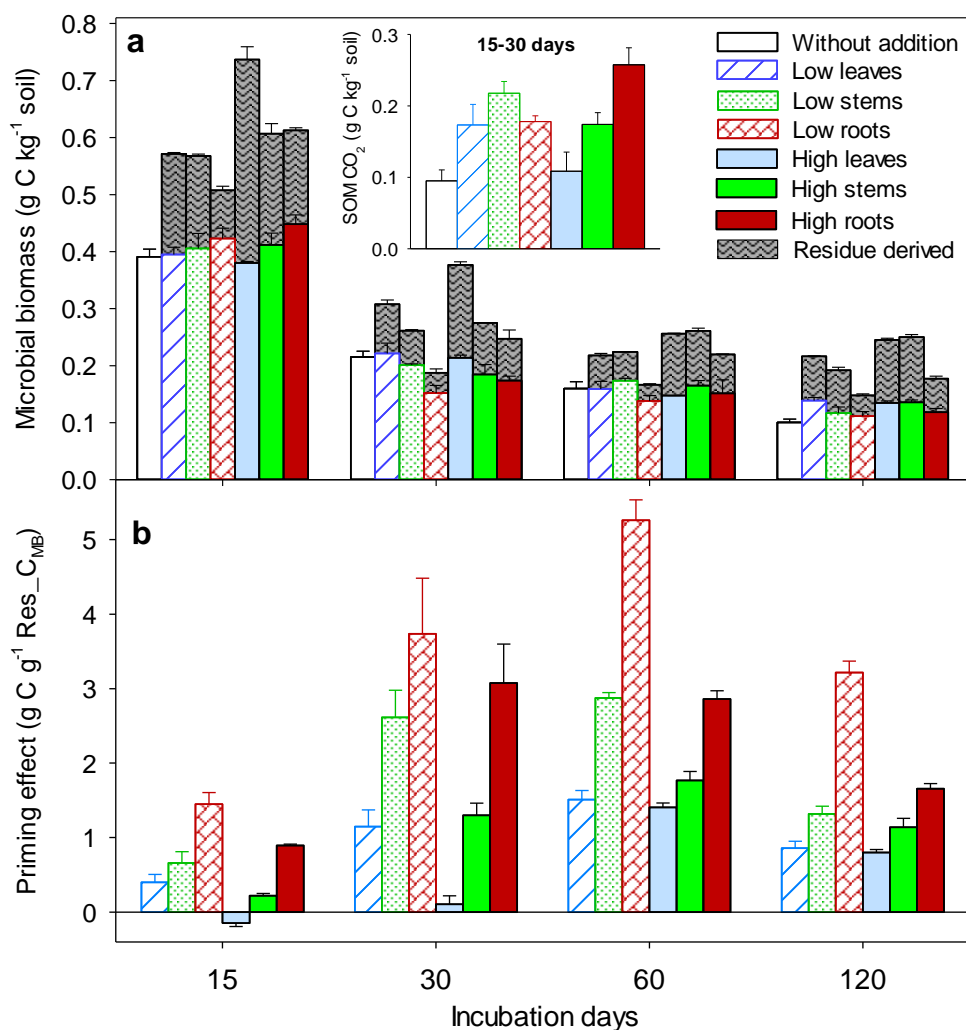 a
Microbial biomass (g C kg⁻¹ soil)
0.8
0.7
0.6
0.5
0.4
0.3
0.2
0.1
0.0
15-30 days
SOM CO₂ (g C kg⁻¹ soil)
0.3
0.2
0.1
0.0
Without addition
Low leaves
Low stems
Low roots
High leaves
High stems
High roots
Residue derived
b
Priming effect (g C g⁻¹ Res_C_MB)
5
4
3
2
1
0
15 30 60 120
Incubation days